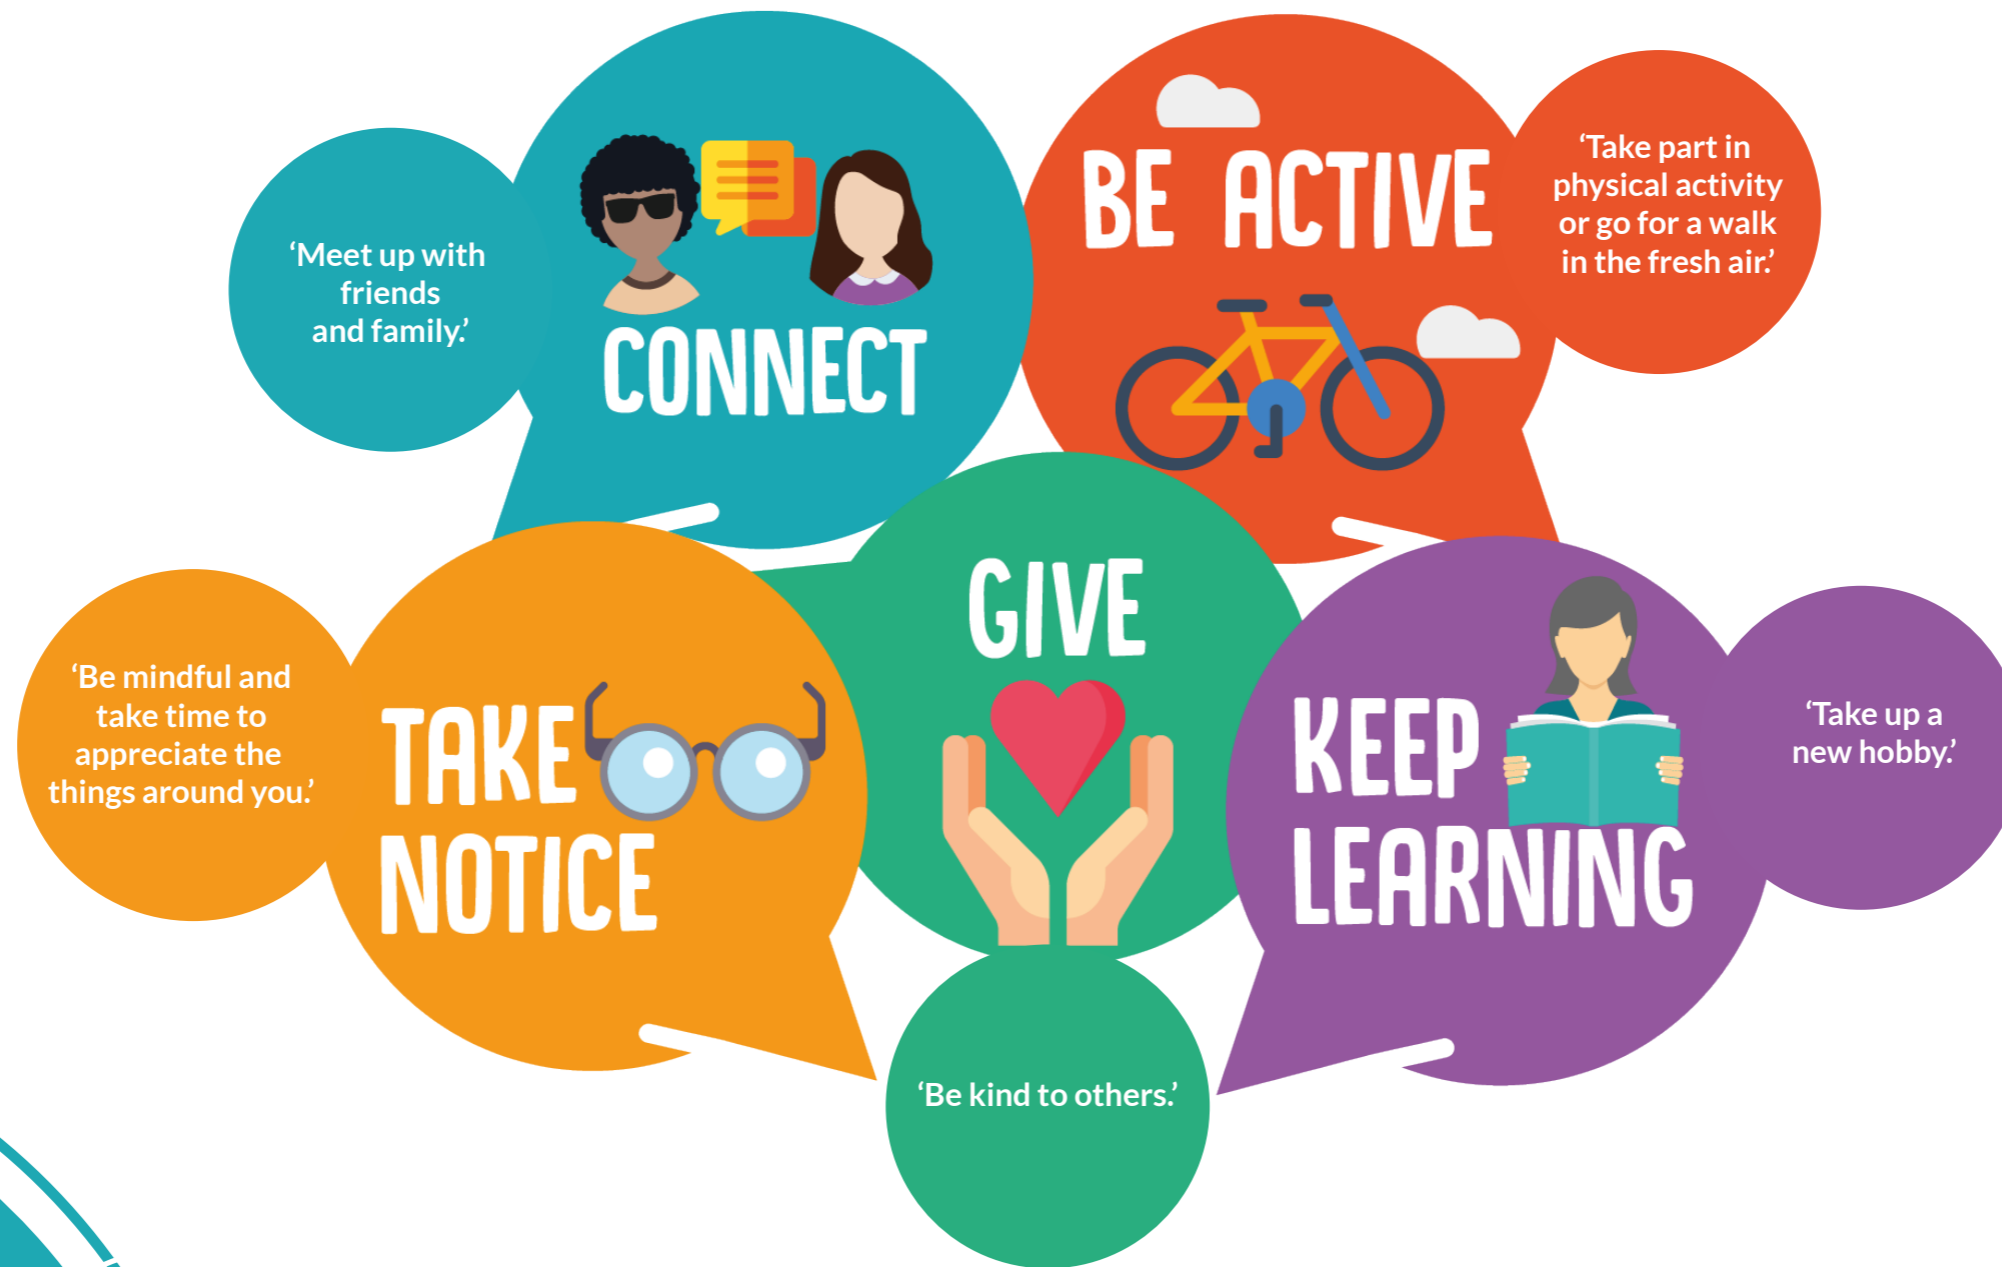 CONNECT
‘Meet up with
friends
and family.’
BE ACTIVE
‘Take part in
physical activity
or go for a walk
in the fresh air.’
TAKE
NOTICE
‘Be mindful and
take time to
appreciate the
things around you.’
GIVE
‘Be kind to others.’
KEEP
LEARNING
‘Take up a
new hobby.’